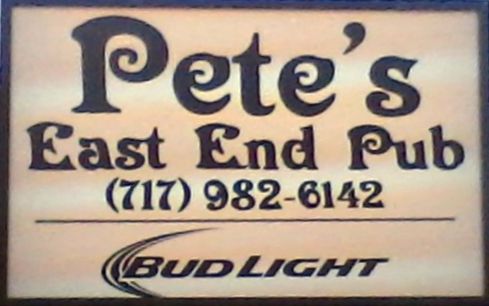 Pete's
East End Pub
(717) 982-6142
BUD LIGHT